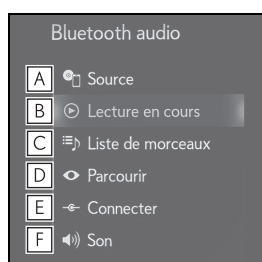 Bluetooth audio
A Source
B Lecture en cours
C Liste de morceaux
D Parcourir
E Connecter
F Son